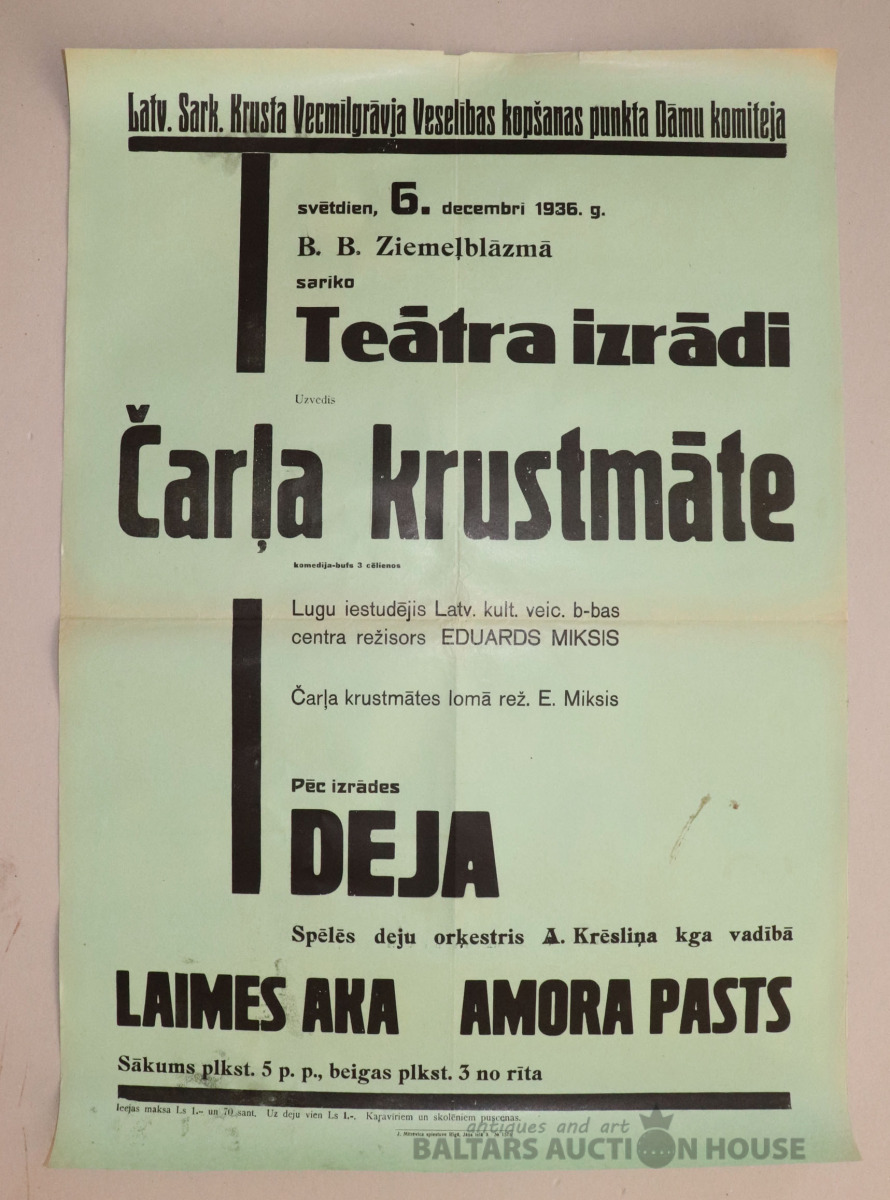 Latv. Sark. Krusta Vecmīlgrāvja Veselības kopšanas punkta Dāmu komiteja
svētdien, 6. decembrī 1936. g.
B. B. Ziemeļblāzmā
sarīko
Teātra izrādi
Uzvedīs
Čarļa krustmāte
komēdija-bufs 3 cēlienos
Lugu iestudējis Latv. kult. veic. b-bas
centra režisors EDUARDS MIKSIS
Čarļa krustmātes lomā rež. E. Miksis
Pēc izrādes
DEJA
Spēlēs deju orķestris A. Krēsliņa kga vadībā
LAIMES AKA AMORA PASTS
Sākums plkst. 5 p. p., beigas plkst. 3 no rīta
Ieejas maksa Ls 1.– un 70 sant. Uz deju vien Ls 1.–. Kaŗavīriem un skolēniem puscenas.
antiques and art
BALTARS AUCTION HOUSE